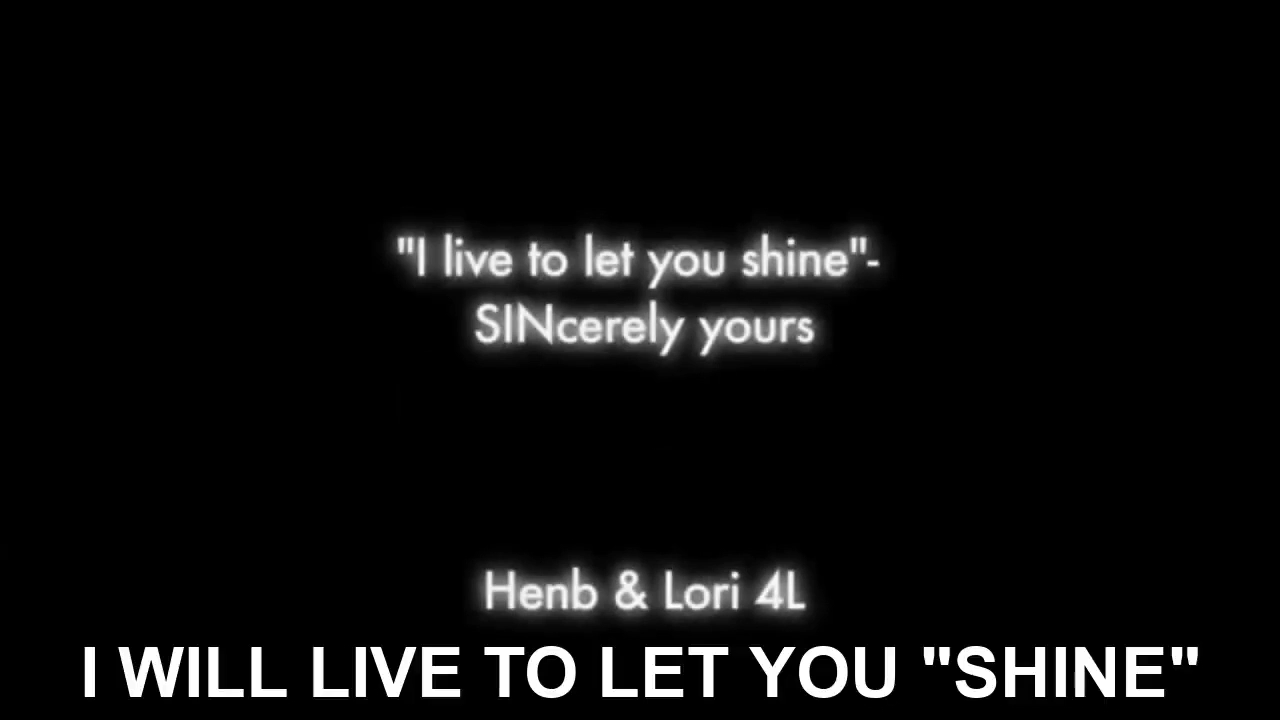 "I live to let you shine"-
SINcerely yours
Henb & Lori 4L
I WILL LIVE TO LET YOU "SHINE"